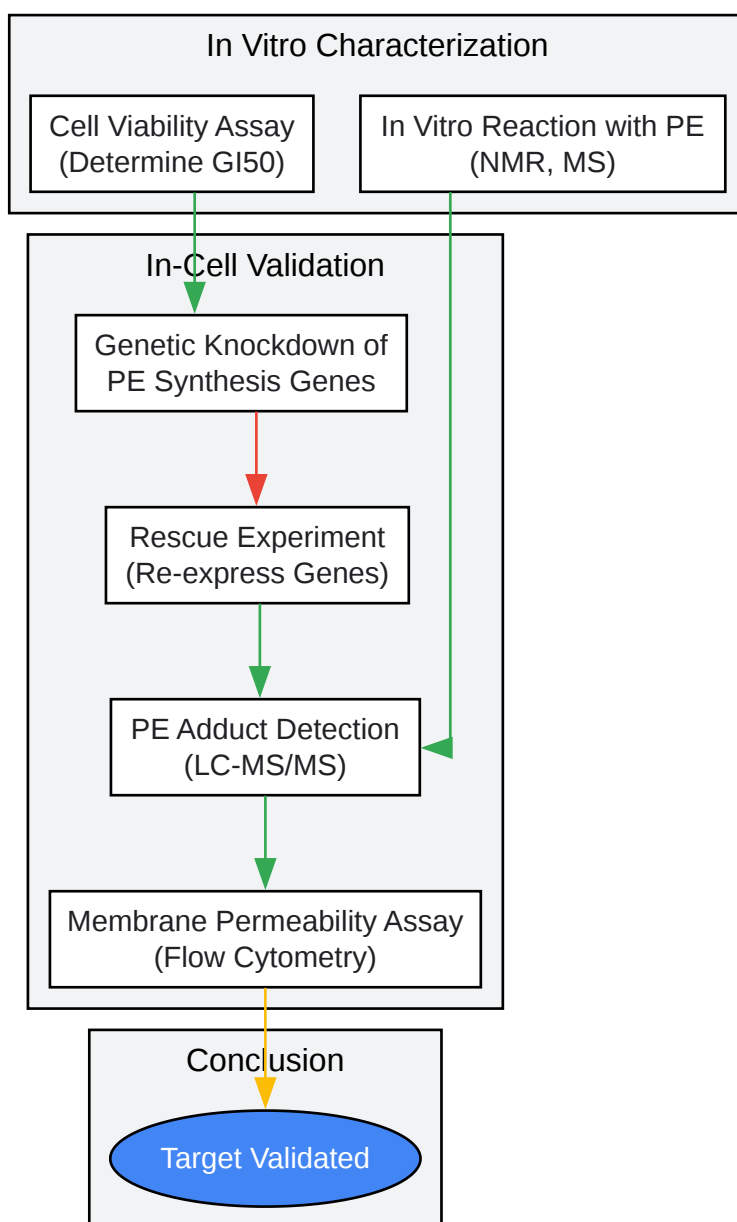 In Vitro Characterization
Cell Viability Assay
(Determine GI50)
In Vitro Reaction with PE
(NMR, MS)
In-Cell Validation
Genetic Knockdown of
PE Synthesis Genes
Rescue Experiment
(Re-express Genes)
PE Adduct Detection
(LC-MS/MS)
Membrane Permeability Assay
(Flow Cytometry)
Conclusion
Target Validated